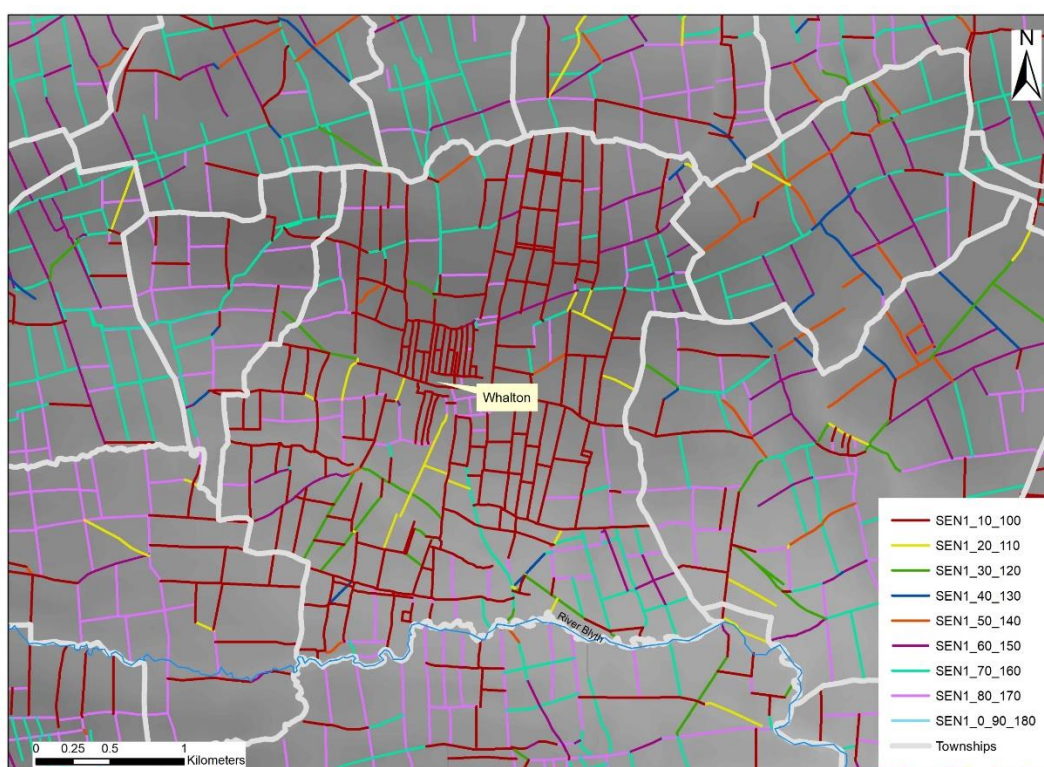 N
Whalton
River Blyth
SEN1_10_100
SEN1_20_110
SEN1_30_120
SEN1_40_130
SEN1_50_140
SEN1_60_150
SEN1_70_160
SEN1_80_170
SEN1_0_90_180
Townships
0 0.25 0.5 1
Kilometers